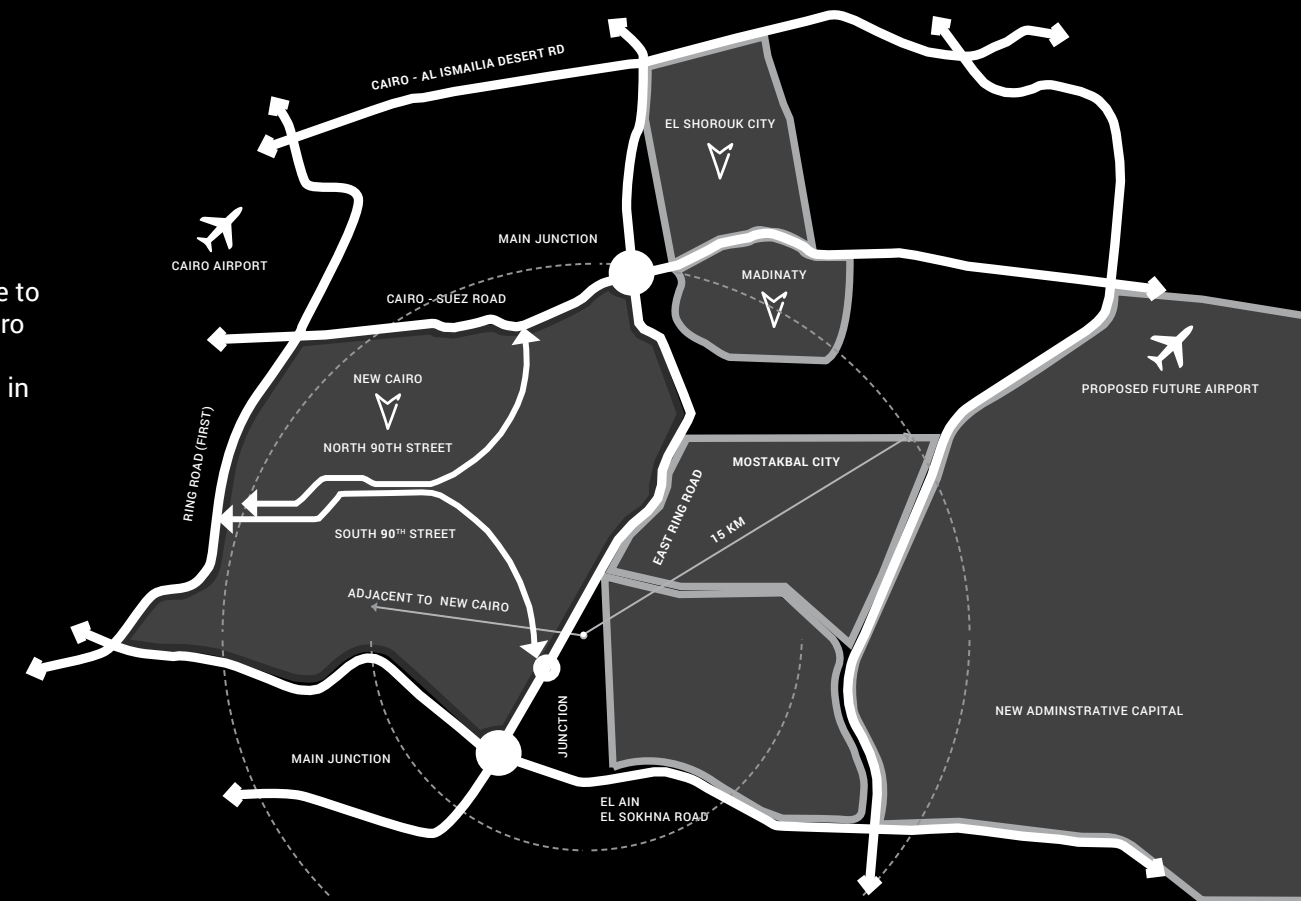 CAIRO - AL ISMAILIA DESERT RD
EL SHOROUK CITY
MAIN JUNCTION
CAIRO AIRPORT
MADINATY
e to
CAIRO - SUEZ ROAD
ro
NEW CAIRO
in
PROPOSED FUTURE AIRPORT
NORTH 90TH STREET
RING ROAD (FIRST)
MOSTAKBAL CITY
EAST RING ROAD
15 KM
SOUTH 90TH STREET
ADJACENT TO NEW CAIRO
NEW ADMINSTRATIVE CAPITAL
JUNCTION
MAIN JUNCTION
EL AIN
EL SOKHNA ROAD